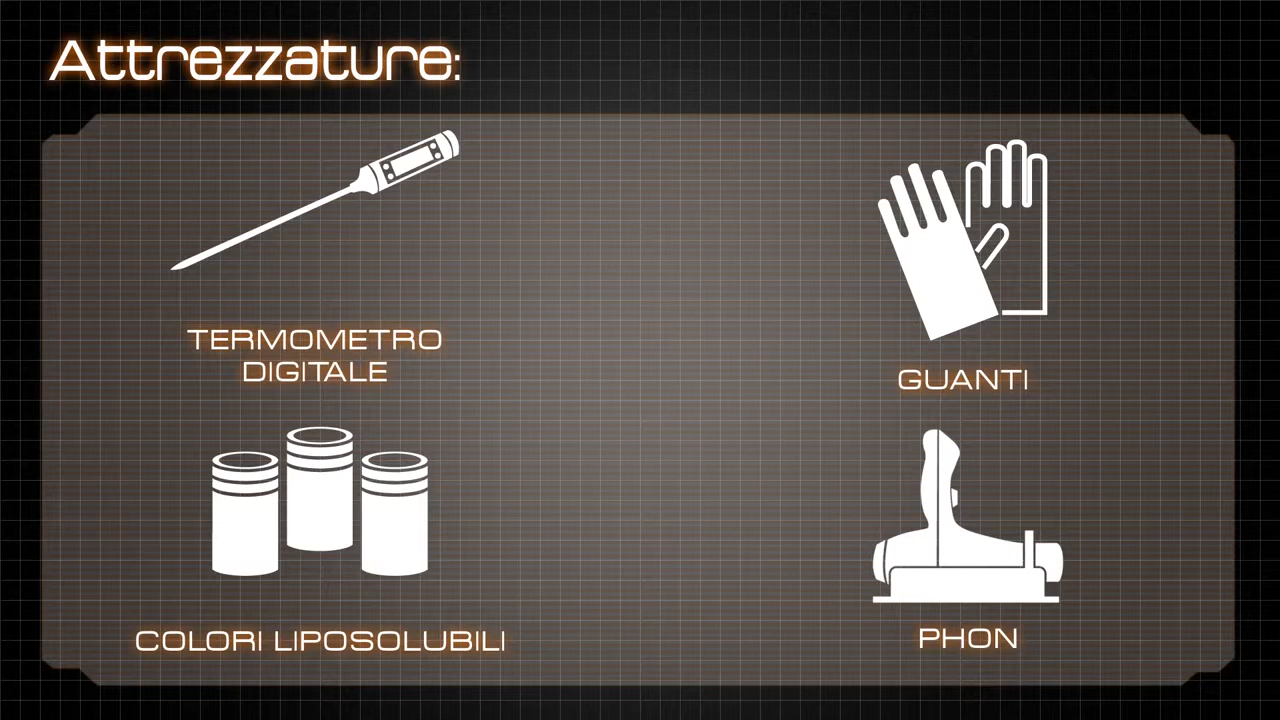 Attrezzature:
TERMOMETRO
DIGITALE
GUANTI
COLORI LIPOSOLUBILI
PHON